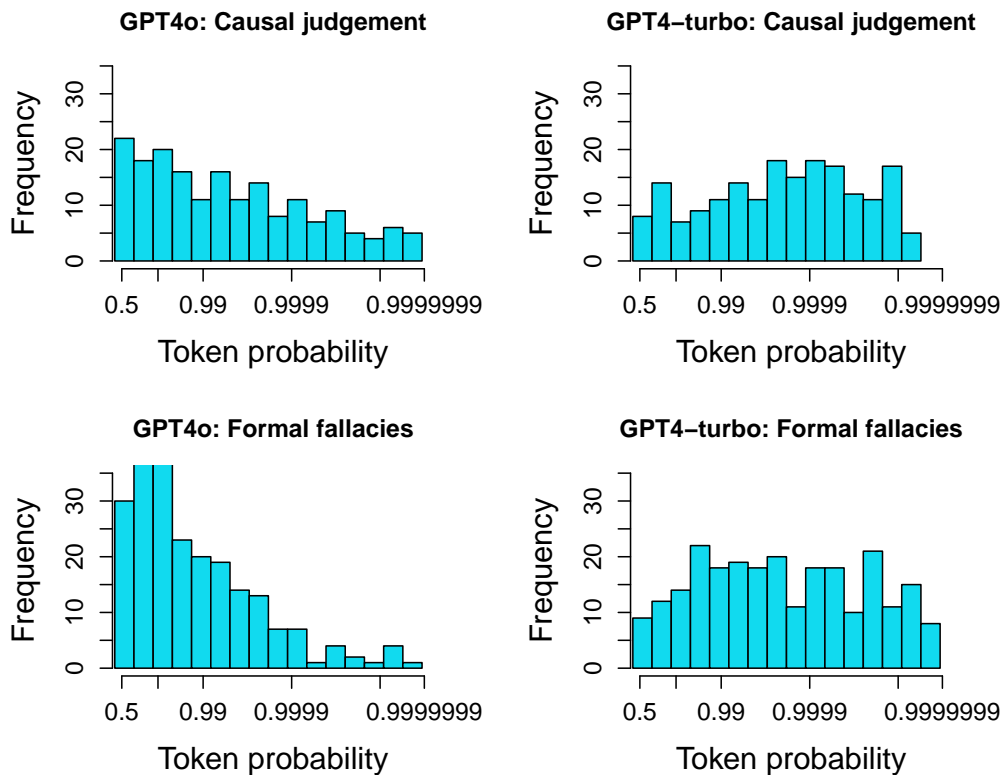 GPT4o: Causal judgement
Frequency
0 10 20 30
0.5 0.99 0.9999 0.9999999
Token probability
GPT4−turbo: Causal judgement
Frequency
0 10 20 30
0.5 0.99 0.9999 0.9999999
Token probability
GPT4o: Formal fallacies
Frequency
0 10 20 30
0.5 0.99 0.9999 0.9999999
Token probability
GPT4−turbo: Formal fallacies
Frequency
0 10 20 30
0.5 0.99 0.9999 0.9999999
Token probability